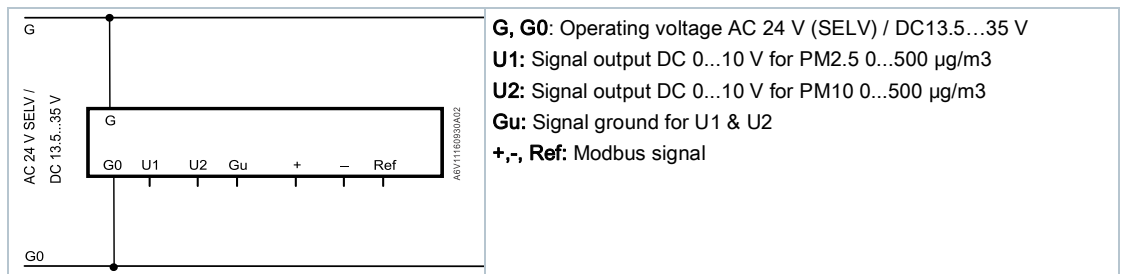 G
AC 24 V SELV /
DC 13.5...35 V
G
G0 U1 U2 Gu + – Ref
A6V11160930A02
G0
G, G0: Operating voltage AC 24 V (SELV) / DC13.5…35 V
U1: Signal output DC 0...10 V for PM2.5 0...500 µg/m3
U2: Signal output DC 0...10 V for PM10 0...500 µg/m3
Gu: Signal ground for U1 & U2
+,-, Ref: Modbus signal